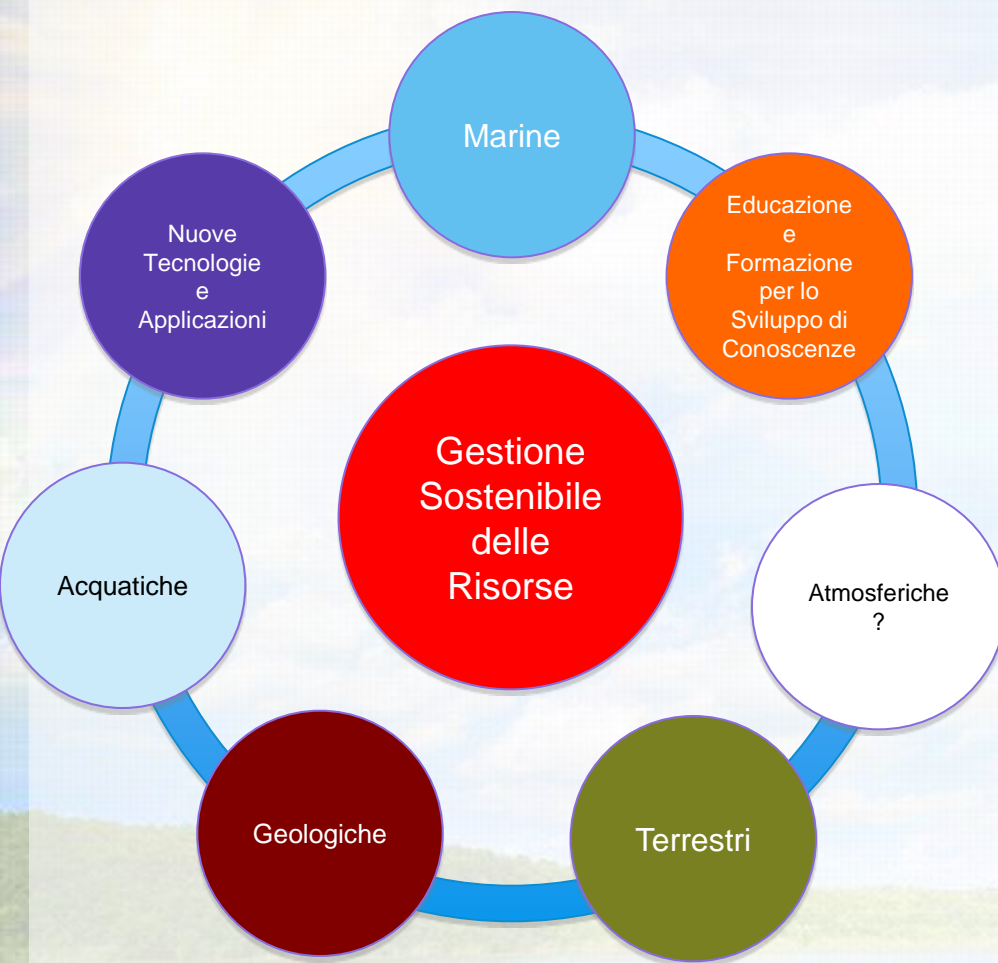 Marine
Nuove
Tecnologie
e
Applicazioni
Educazione
e
Formazione
per lo
Sviluppo di
Conoscenze
Gestione
Sostenibile
delle
Risorse
Acquatiche
Atmosferiche
?
Geologiche
Terrestri